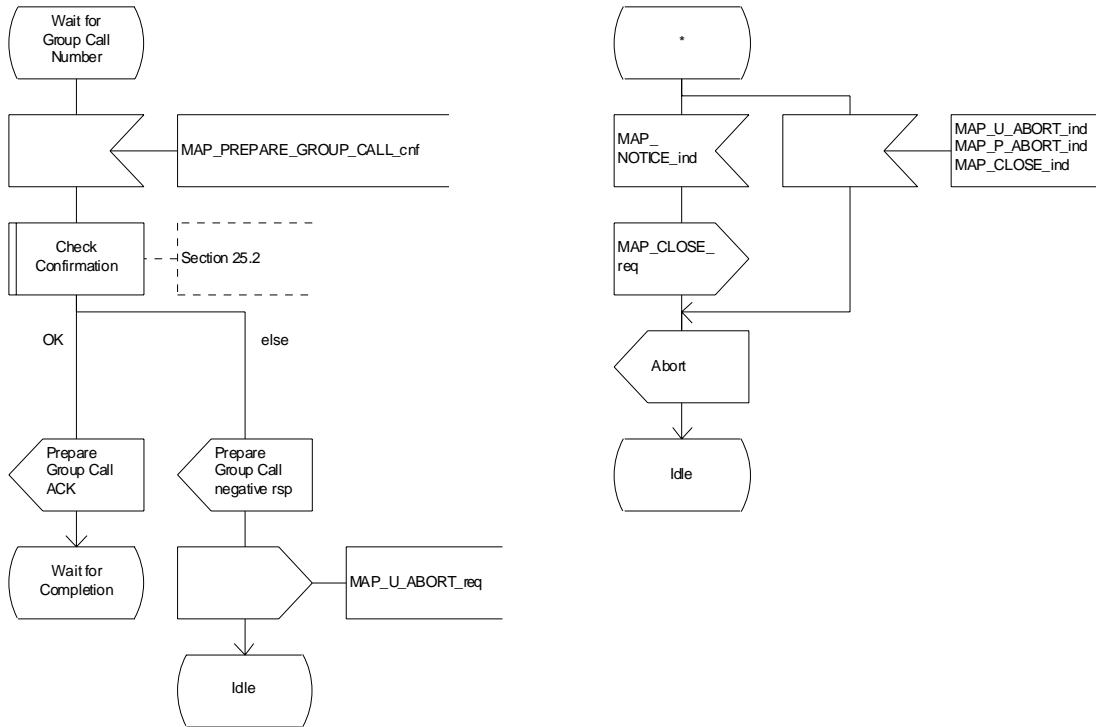 Wait for
Group Call
Number
MAP_PREPARE_GROUP_CALL_cnf
Check
Confirmation
Section 25.2
OK
else
Prepare
Group Call
ACK
Prepare
Group Call
negative rsp
Wait for
Completion
MAP_U_ABORT_req
Idle
*
MAP_
NOTICE_ind
MAP_U_ABORT_ind
MAP_P_ABORT_ind
MAP_CLOSE_ind
MAP_CLOSE_
req
Abort
Idle